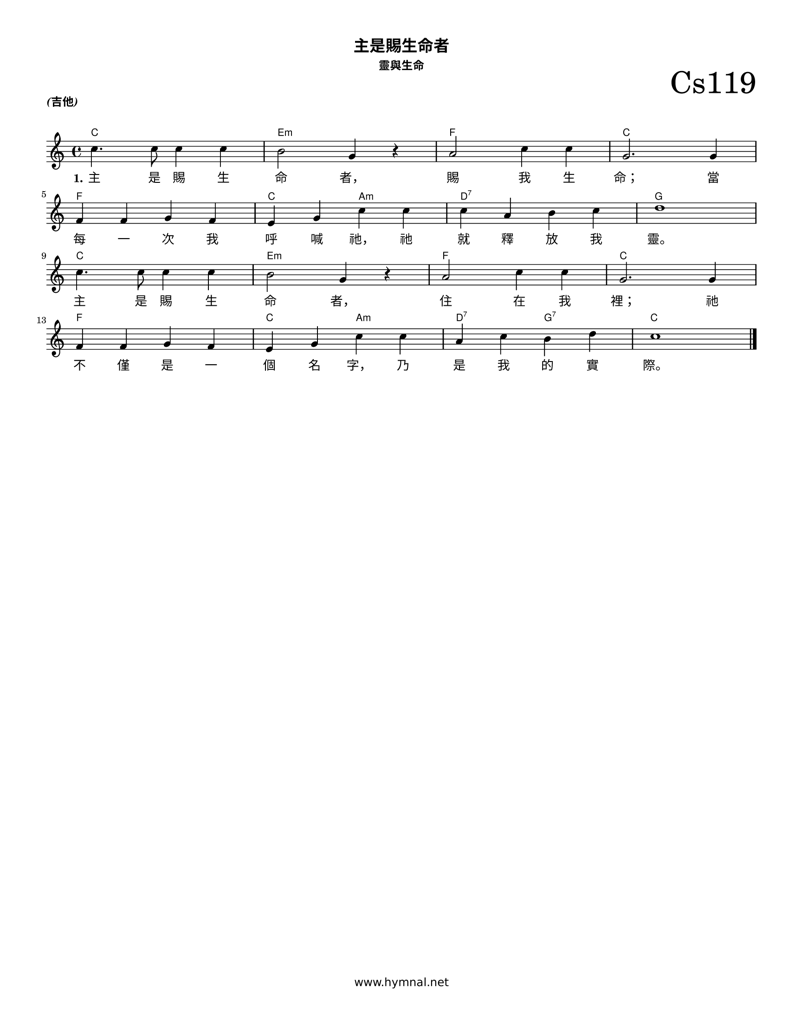 主是賜生命者
靈與生命
Cs119
(吉他)
C Em F C
1. 主 是 賜 生 命 者, 賜 我 生 命; 當
5 F C Am D7 G
每 一 次 我 呼 喊 祂, 祂 就 釋 放 我 靈。
9 C Em F C
主 是 賜 生 命 者, 住 在 我 裡; 祂
13 F C Am D7 G7 C
不 僅 是 一 個 名 字, 乃 是 我 的 實 際。
www.hymnal.net